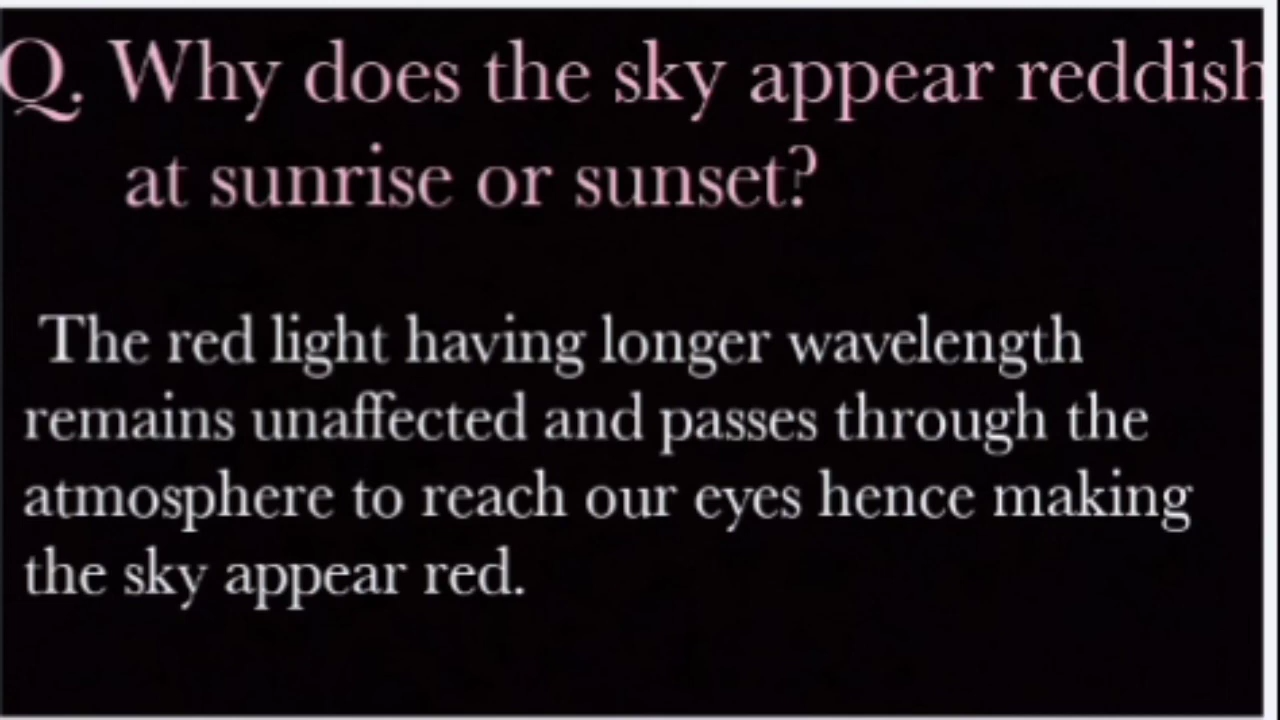 Q. Why does the sky appear reddish
at sunrise or sunset?
The red light having longer wavelength
remains unaffected and passes through the
atmosphere to reach our eyes hence making
the sky appear red.